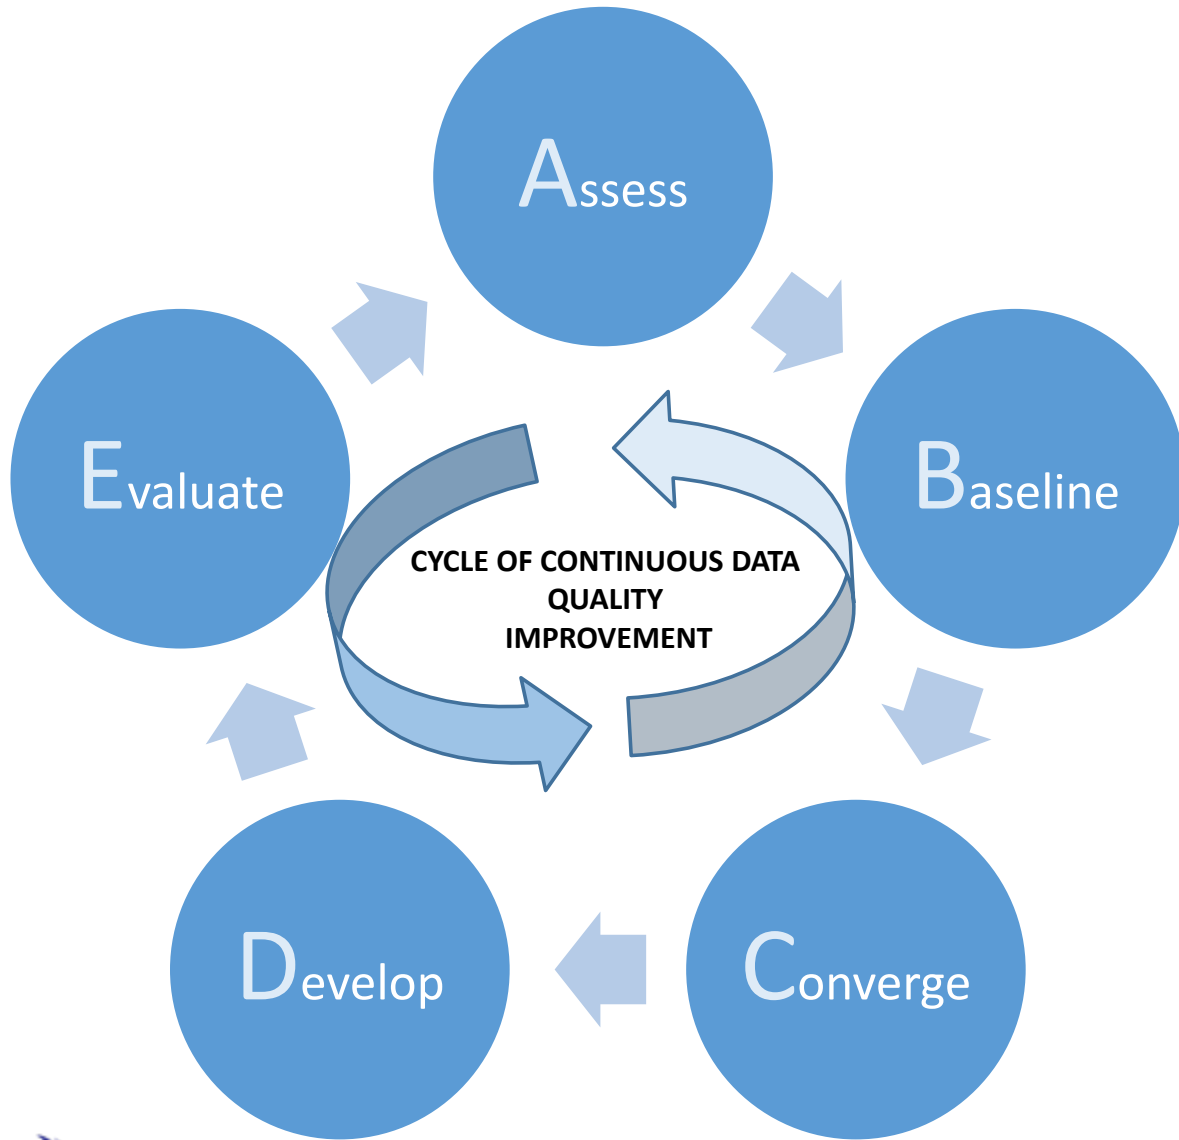 Assess
Evaluate
Baseline
CYCLE OF CONTINUOUS DATA
QUALITY
IMPROVEMENT
Develop
Converge